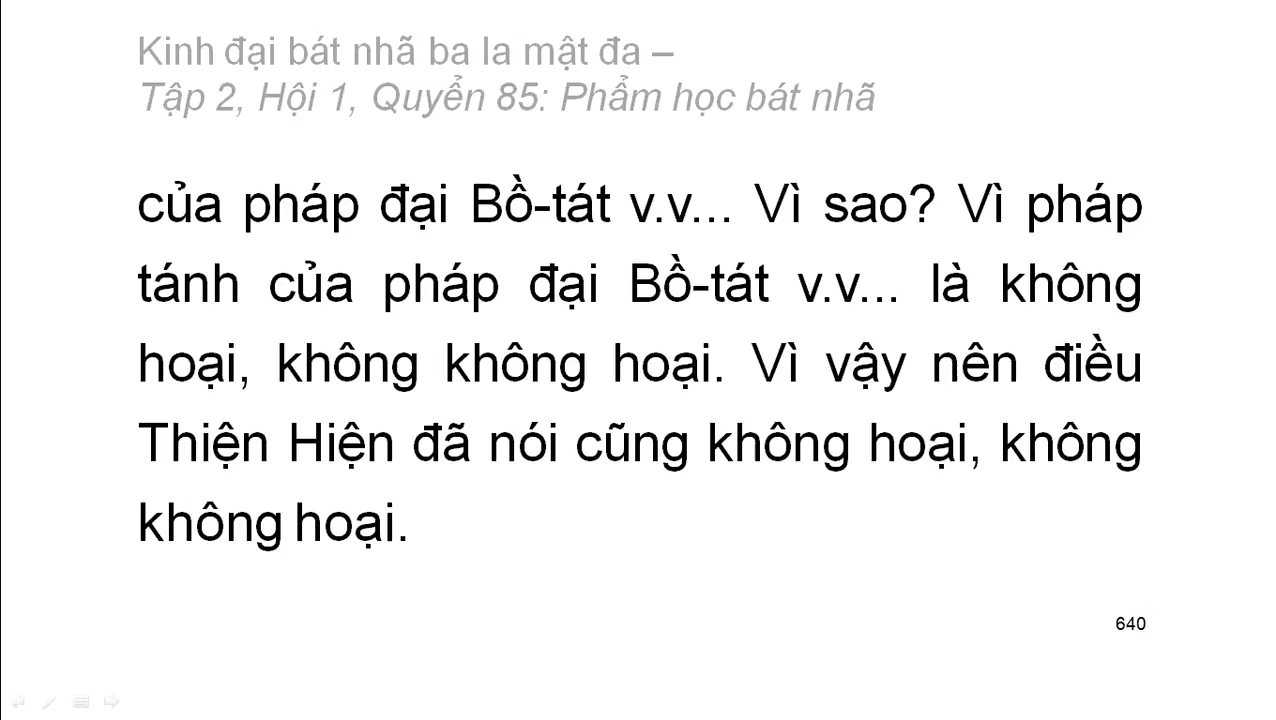 Kinh đại bát nhã ba la mật đa –
Tập 2, Hội 1, Quyển 85: Phẩm học bát nhã
của pháp đại Bồ-tát v.v... Vì sao? Vì pháp
tánh của pháp đại Bồ-tát v.v... là không
hoại, không không hoại. Vì vậy nên điều
Thiện Hiện đã nói cũng không hoại, không
không hoại.
640